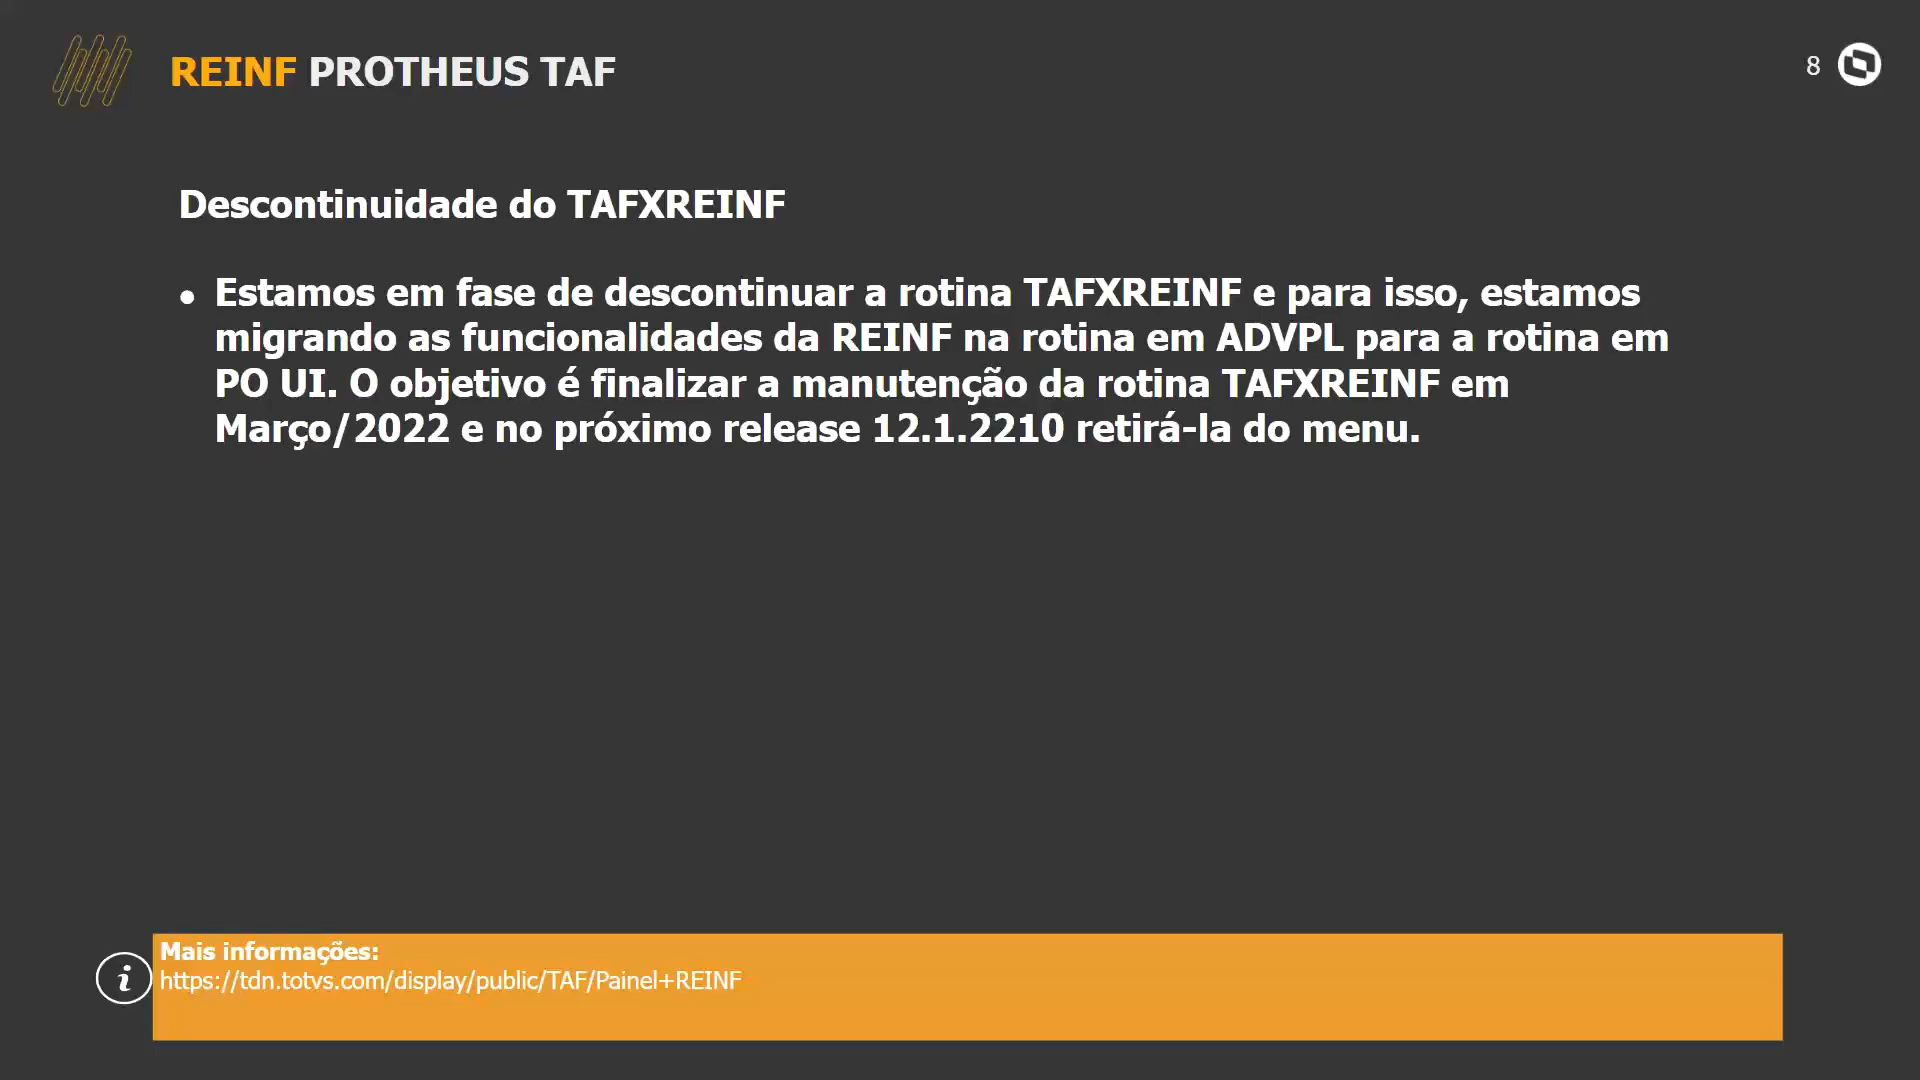 REINF PROTHEUS TAF
8
Descontinuidade do TAFXREINF
• Estamos em fase de descontinuar a rotina TAFXREINF e para isso, estamos
migrando as funcionalidades da REINF na rotina em ADVPL para a rotina em
PO UI. O objetivo é finalizar a manutenção da rotina TAFXREINF em
Março/2022 e no próximo release 12.1.2210 retirá-la do menu.
Mais informações:
i
https://tdn.totvs.com/display/public/TAF/Painel+REINF